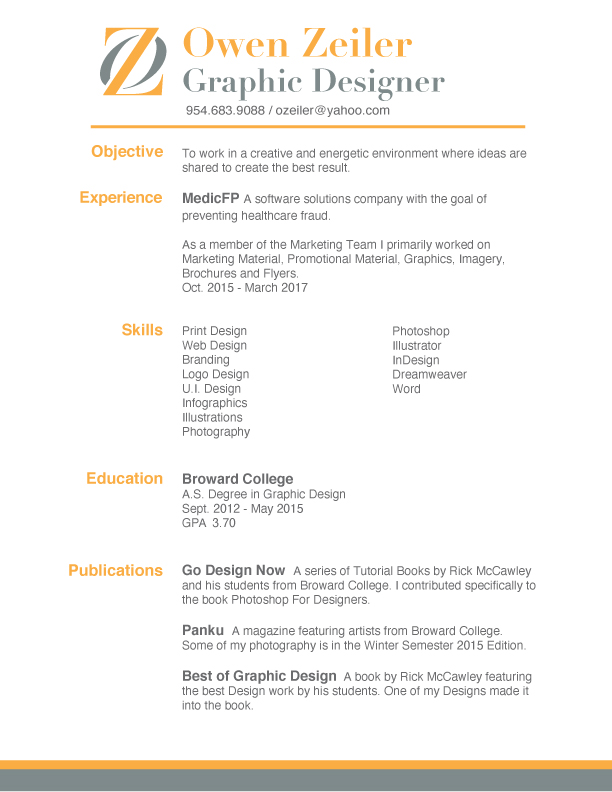 OZ
Owen Zeiler
Graphic Designer
954.683.9088 / ozeiler@yahoo.com
Objective
To work in a creative and energetic environment where ideas are
shared to create the best result.
Experience
MedicFP A software solutions company with the goal of
preventing healthcare fraud.
As a member of the Marketing Team I primarily worked on
Marketing Material, Promotional Material, Graphics, Imagery,
Brochures and Flyers.
Oct. 2015 - March 2017
Skills
Print Design
Web Design
Branding
Logo Design
U.I. Design
Infographics
Illustrations
Photography
Photoshop
Illustrator
InDesign
Dreamweaver
Word
Education
Broward College
A.S. Degree in Graphic Design
Sept. 2012 - May 2015
GPA 3.70
Publications
Go Design Now A series of Tutorial Books by Rick McCawley
and his students from Broward College. I contributed specifically to
the book Photoshop For Designers.
Panku A magazine featuring artists from Broward College.
Some of my photography is in the Winter Semester 2015 Edition.
Best of Graphic Design A book by Rick McCawley featuring
the best Design work by his students. One of my Designs made it
into the book.